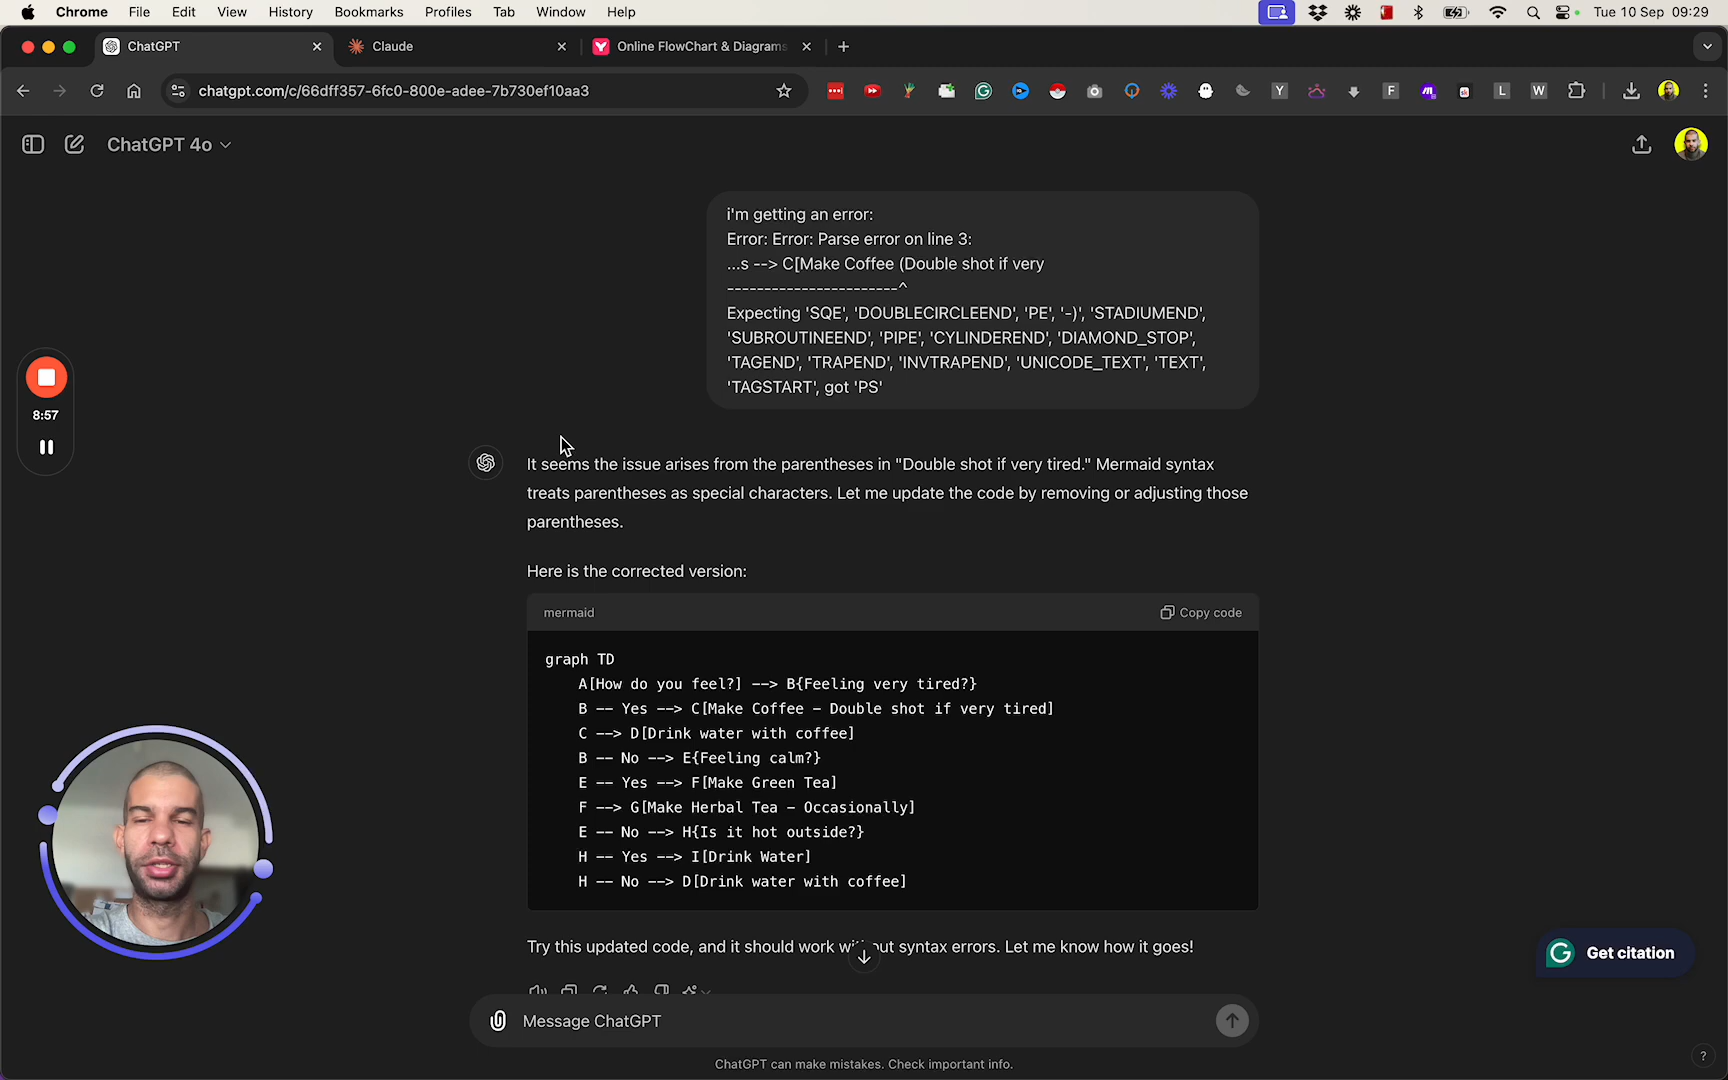 Chrome File Edit View History Bookmarks Profiles Tab Window Help Tue 10 Sep 09:29
ChatGPT Claude Online FlowChart & Diagrams
chatgpt.com/c/66dff357-6fc0-800e-adee-7b730ef10aa3
Y F L W
ChatGPT 4o
i'm getting an error:
Error: Error: Parse error on line 3:
...s --> C[Make Coffee (Double shot if very
-----------------------^
Expecting 'SQE', 'DOUBLECIRCLEEND', 'PE', '-)', 'STADIUMEND',
'SUBROUTINEEND', 'PIPE', 'CYLINDEREND', 'DIAMOND_STOP',
'TAGEND', 'TRAPEND', 'INVTRAPEND', 'UNICODE_TEXT', 'TEXT',
'TAGSTART', got 'PS'
8:57
It seems the issue arises from the parentheses in "Double shot if very tired." Mermaid syntax
treats parentheses as special characters. Let me update the code by removing or adjusting those
parentheses.
Here is the corrected version:
mermaid Copy code
graph TD
A[How do you feel?] --> B{Feeling very tired?}
B -- Yes --> C[Make Coffee - Double shot if very tired]
C --> D[Drink water with coffee]
B -- No --> E{Feeling calm?}
E -- Yes --> F[Make Green Tea]
F --> G[Make Herbal Tea - Occasionally]
E -- No --> H{Is it hot outside?}
H -- Yes --> I[Drink Water]
H -- No --> D[Drink water with coffee]
Try this updated code, and it should work without syntax errors. Let me know how it goes!
Get citation
Message ChatGPT
ChatGPT can make mistakes. Check important info.
?